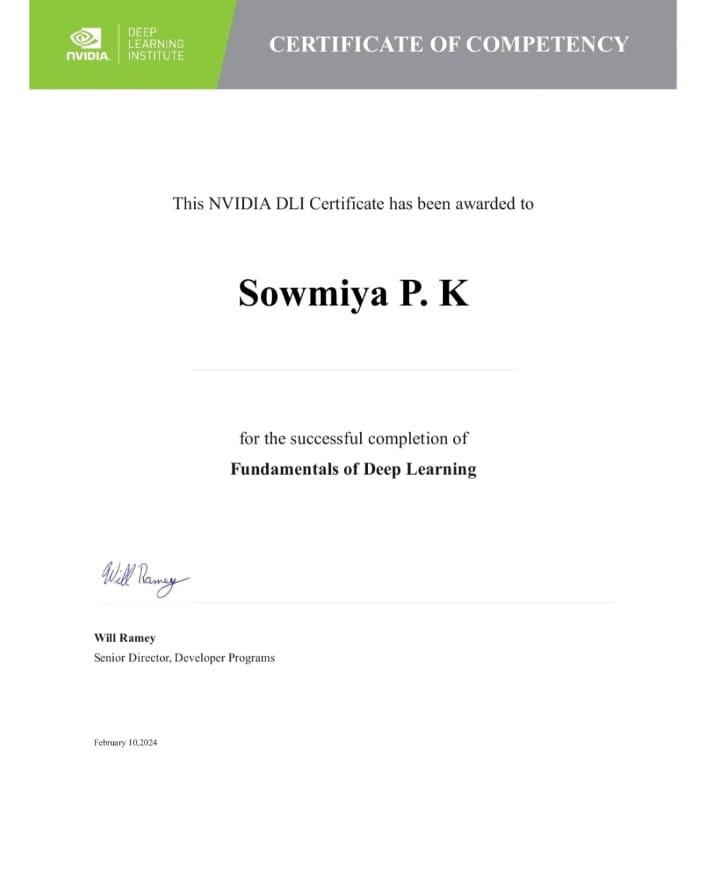 NVIDIA.
DEEP
LEARNING
INSTITUTE
CERTIFICATE OF COMPETENCY
This NVIDIA DLI Certificate has been awarded to
Sowmiya P. K
for the successful completion of
Fundamentals of Deep Learning
Will Ramey
Will Ramey
Senior Director, Developer Programs
February 10,2024